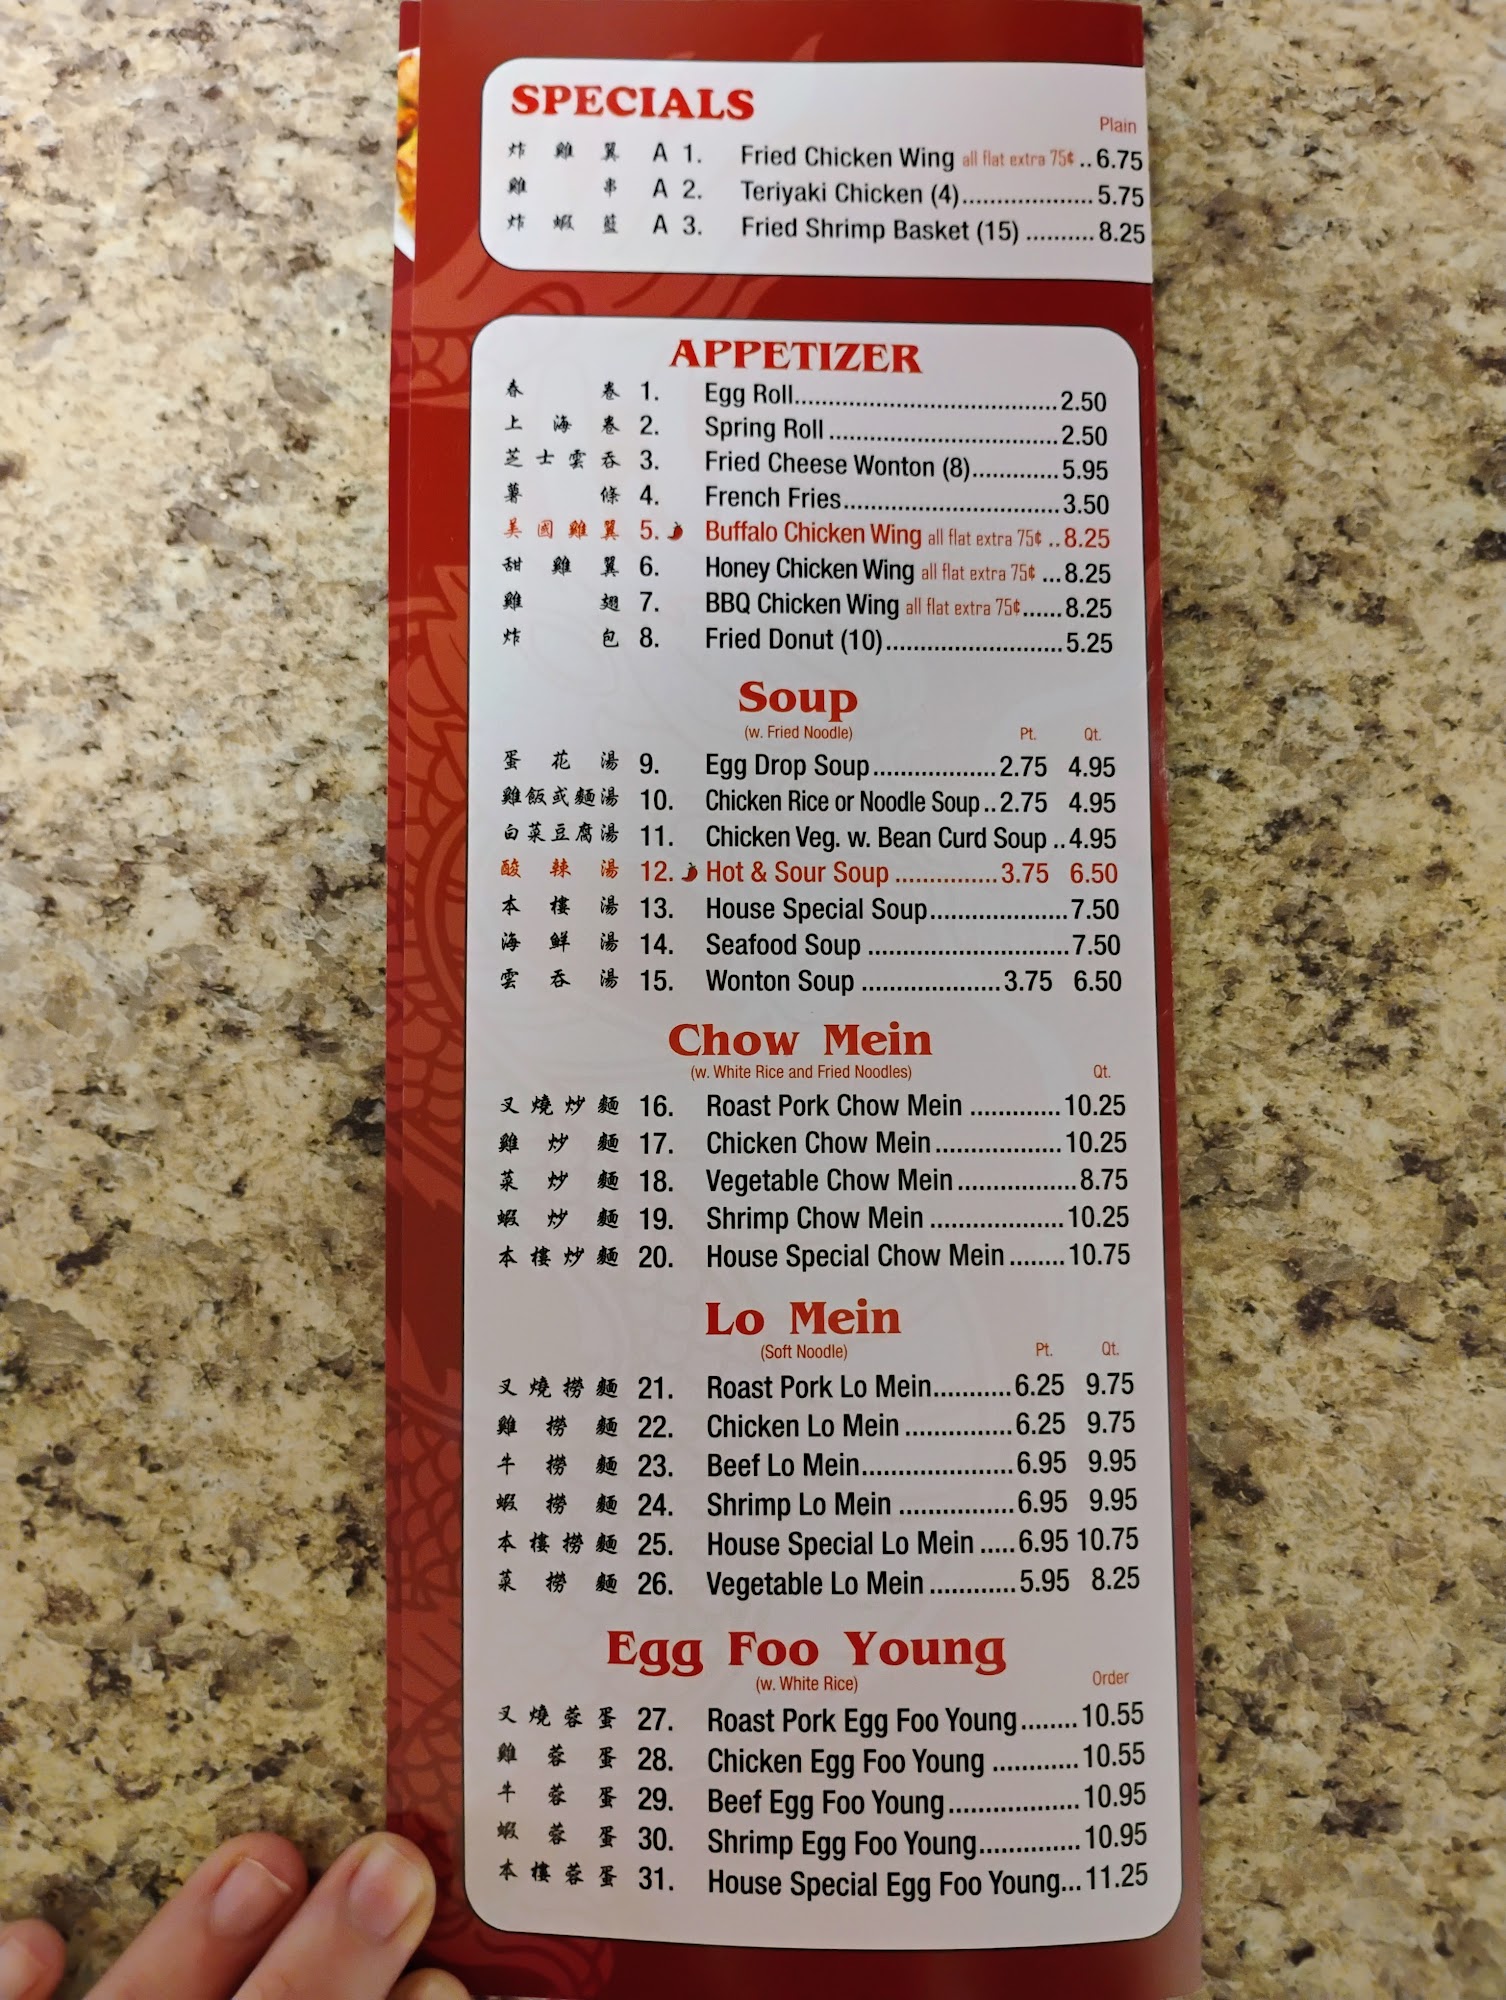 SPECIALS
Plain
炸雞翼 A 1. Fried Chicken Wing all flat extra 75¢ ..6.75
雞串 A 2. Teriyaki Chicken (4)...................5.75
炸蝦籃 A 3. Fried Shrimp Basket (15) ..........8.25
APPETIZER
春卷 1. Egg Roll......................................2.50
上海卷 2. Spring Roll .................................2.50
芝士雲吞 3. Fried Cheese Wonton (8)............5.95
薯條 4. French Fries...............................3.50
美國雞翼 5. Buffalo Chicken Wing all flat extra 75¢ ..8.25
甜雞翼 6. Honey Chicken Wing all flat extra 75¢ ...8.25
雞翅 7. BBQ Chicken Wing all flat extra 75¢......8.25
炸包 8. Fried Donut (10).........................5.25
Soup
(w. Fried Noodle) Pt. Qt.
蛋花湯 9. Egg Drop Soup..................2.75 4.95
雞飯或麵湯 10. Chicken Rice or Noodle Soup..2.75 4.95
白菜豆腐湯 11. Chicken Veg. w. Bean Curd Soup ..4.95
酸辣湯 12. Hot & Sour Soup ...............3.75 6.50
本樓湯 13. House Special Soup....................7.50
海鮮湯 14. Seafood Soup .............................7.50
雲吞湯 15. Wonton Soup ....................3.75 6.50
Chow Mein
(w. White Rice and Fried Noodles) Qt.
叉燒炒麵 16. Roast Pork Chow Mein .............10.25
雞炒麵 17. Chicken Chow Mein..................10.25
菜炒麵 18. Vegetable Chow Mein.................8.75
蝦炒麵 19. Shrimp Chow Mein ...................10.25
本樓炒麵 20. House Special Chow Mein ........10.75
Lo Mein
(Soft Noodle) Pt. Qt.
叉燒撈麵 21. Roast Pork Lo Mein...........6.25 9.75
雞撈麵 22. Chicken Lo Mein ...............6.25 9.75
牛撈麵 23. Beef Lo Mein......................6.95 9.95
蝦撈麵 24. Shrimp Lo Mein ................6.95 9.95
本樓撈麵 25. House Special Lo Mein .....6.95 10.75
菜撈麵 26. Vegetable Lo Mein ............5.95 8.25
Egg Foo Young
(w. White Rice) Order
叉燒蓉蛋 27. Roast Pork Egg Foo Young........10.55
雞蓉蛋 28. Chicken Egg Foo Young ............10.55
牛蓉蛋 29. Beef Egg Foo Young..................10.95
蝦蓉蛋 30. Shrimp Egg Foo Young..............10.95
本樓蓉蛋 31. House Special Egg Foo Young...11.25